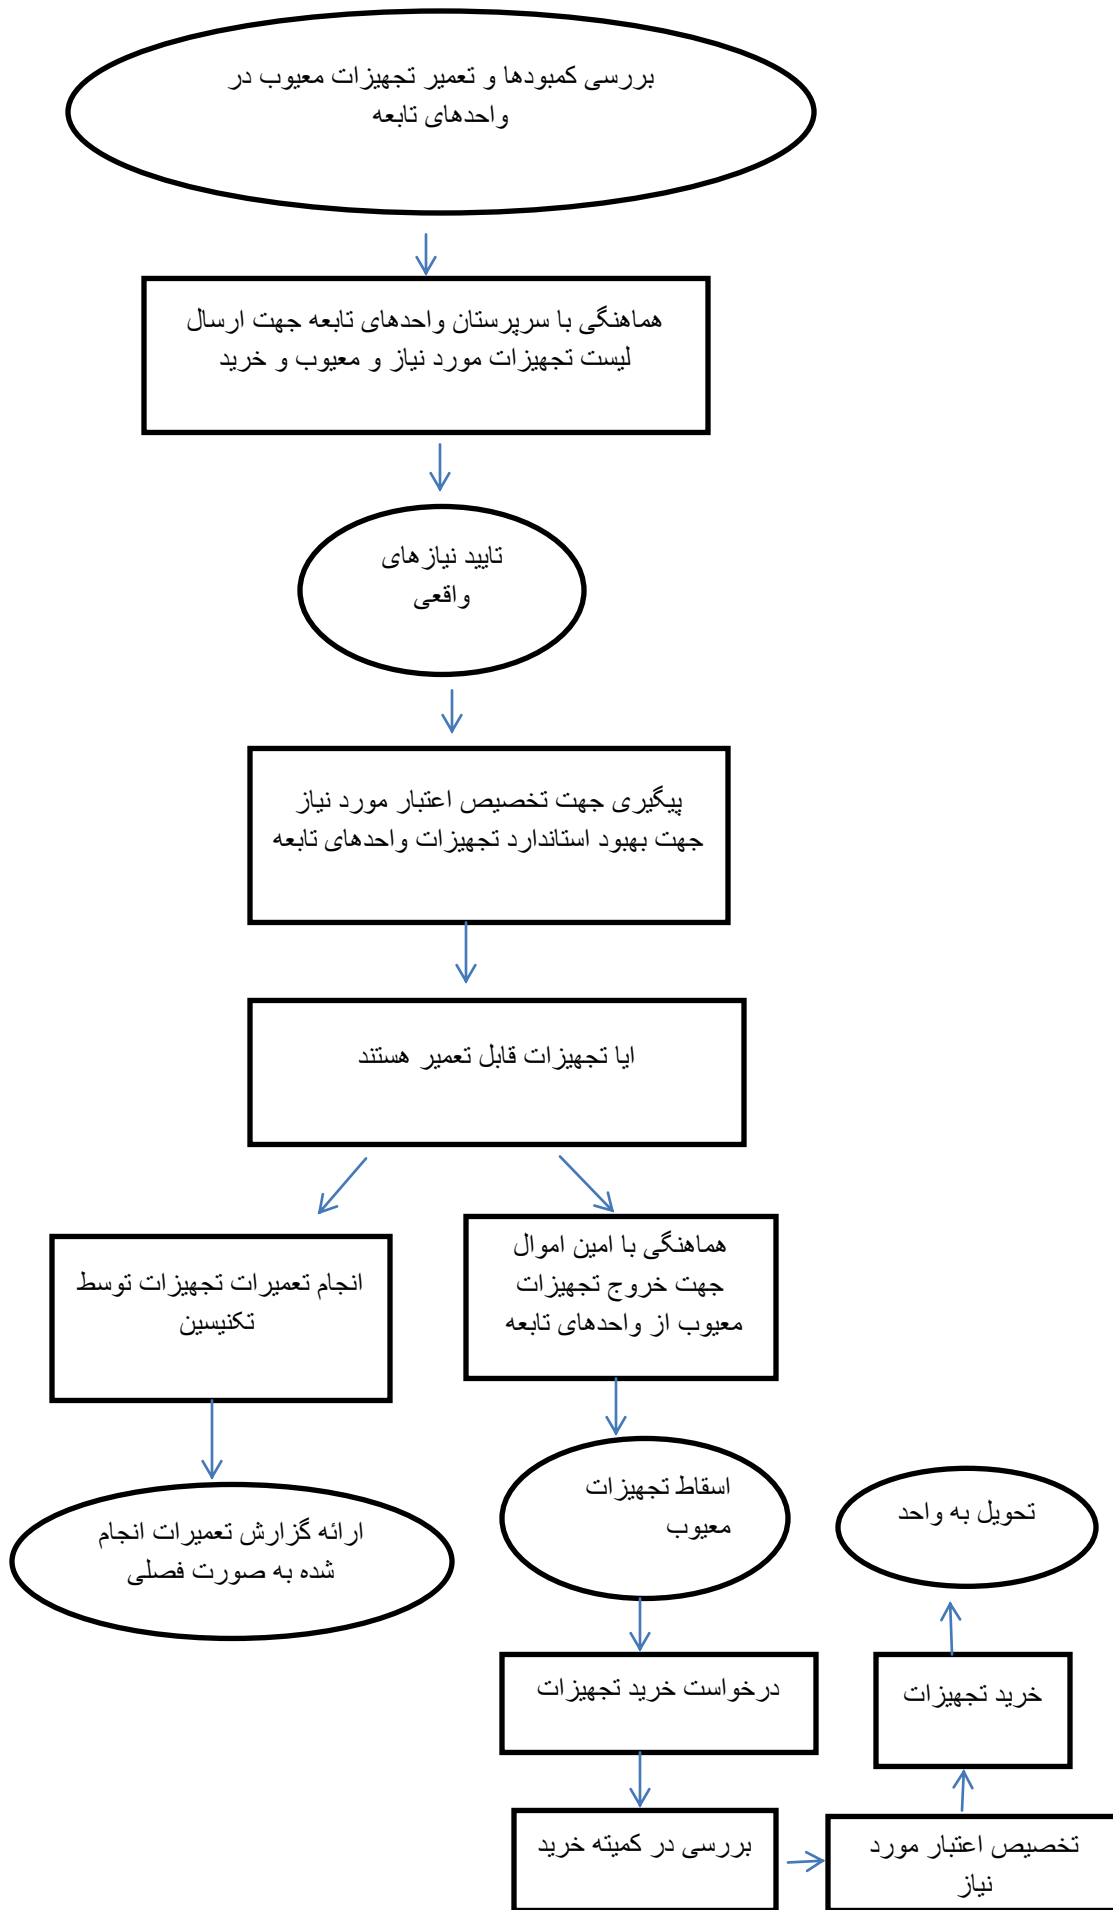 بررسی کمبودها و تعمیر تجهیزات معیوب در
واحدهای تابعه
هماهنگی با سرپرستان واحدهای تابعه جهت ارسال
لیست تجهیزات مورد نیاز و معیوب و خرید
تایید نیازهای
واقعی
پیگیری جهت تخصیص اعتبار مورد نیاز
جهت بهبود استاندارد تجهیزات واحدهای تابعه
ایا تجهیزات قابل تعمیر هستند
هماهنگی با امین اموال
جهت خروج تجهیزات
معیوب از واحدهای تابعه
انجام تعمیرات تجهیزات توسط
تکنیسین
اسقاط تجهیزات
معیوب
تحویل به واحد
ارائه گزارش تعمیرات انجام
شده به صورت فصلی
درخواست خرید تجهیزات
خرید تجهیزات
بررسی در کمیته خرید
تخصیص اعتبار مورد
نیاز